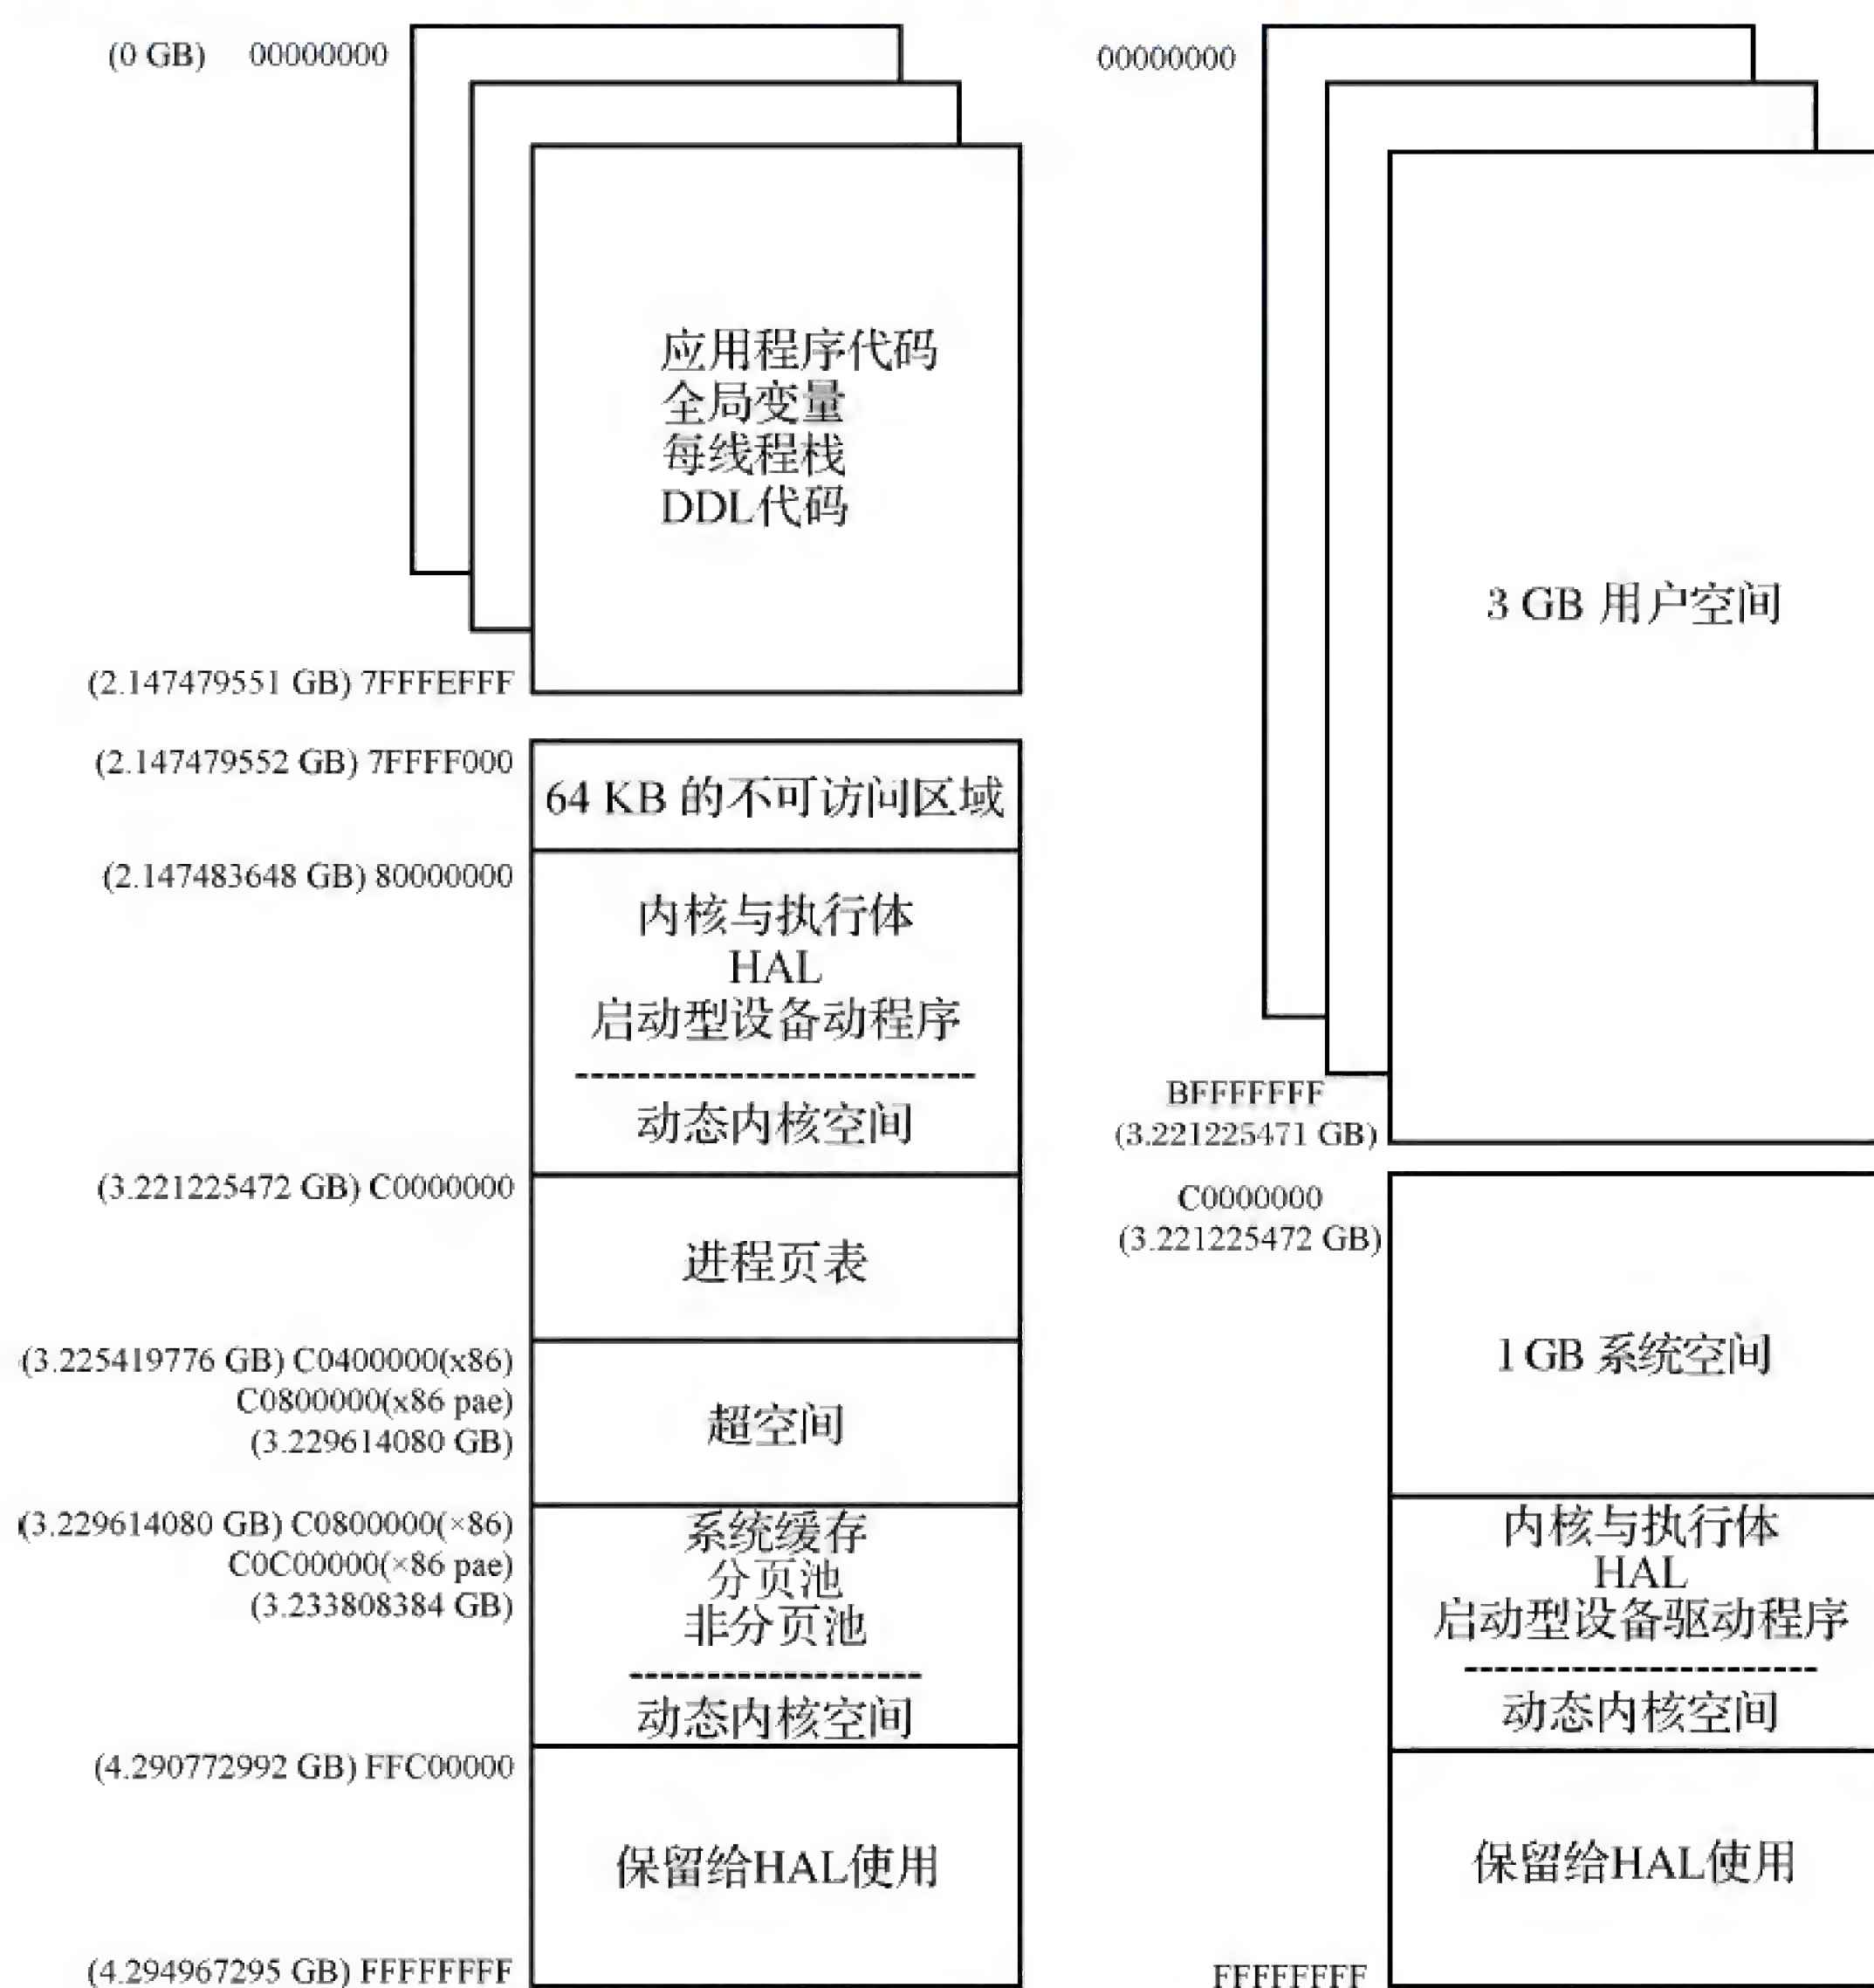 (0 GB) 00000000
应用程序代码
全局变量
每线程栈
DDL代码
(2.147479551 GB) 7FFFEFFF
(2.147479552 GB) 7FFFF000
64 KB 的不可访问区域
(2.147483648 GB) 80000000
内核与执行体
HAL
启动型设备动程序
动态内核空间
(3.221225472 GB) C0000000
进程页表
(3.225419776 GB) C0400000(x86)
C0800000(x86 pae)
(3.229614080 GB)
超空间
(3.229614080 GB) C0800000(×86)
C0C00000(×86 pae)
(3.233808384 GB)
系统缓存
分页池
非分页池
动态内核空间
(4.290772992 GB) FFC00000
保留给HAL使用
(4.294967295 GB) FFFFFFFF
00000000
3 GB 用户空间
BFFFFFFF
(3.221225471 GB)
C0000000
(3.221225472 GB)
1 GB 系统空间
内核与执行体
HAL
启动型设备驱动程序
动态内核空间
保留给HAL使用
FFFFFFFF